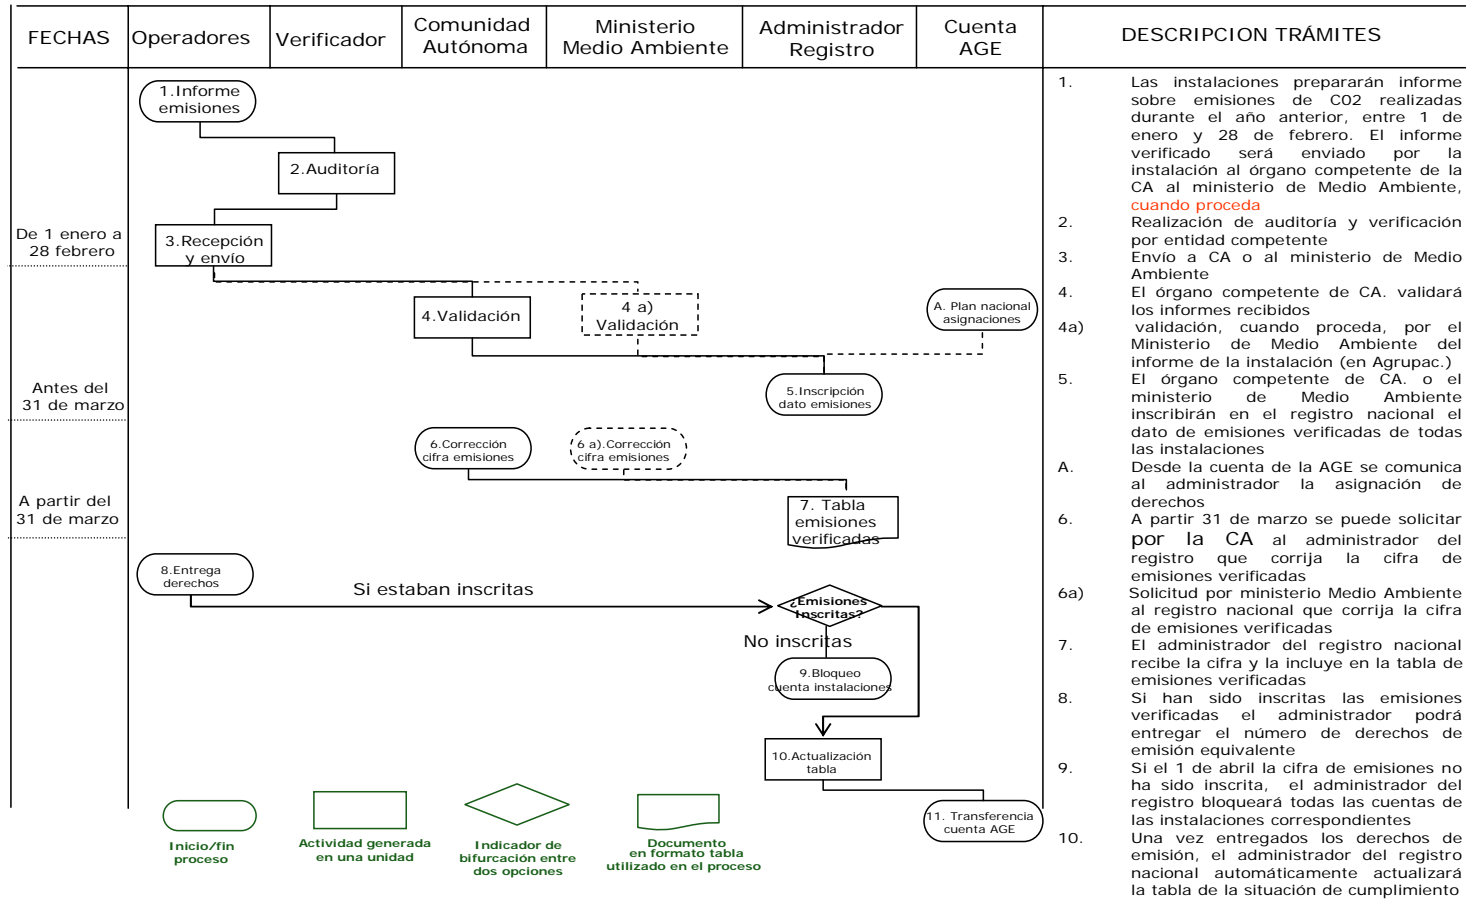 FECHAS
Operadores
Verificador
Comunidad
Autónoma
Ministerio
Medio Ambiente
Administrador
Registro
Cuenta
AGE
DESCRIPCION TRÁMITES
1.Informe
emisiones
2.Auditoría
De 1 enero a
28 febrero
3.Recepción
y envío
4.Validación
4 a)
Validación
A. Plan nacional
asignaciones
Antes del
31 de marzo
5.Inscripción
dato emisiones
6.Corrección
cifra emisiones
6 a).Corrección
cifra emisiones
A partir del
31 de marzo
7. Tabla
emisiones
verificadas
8.Entrega
derechos
Si estaban inscritas
¿Emisiones
Inscritas?
No inscritas
9.Bloqueo
cuenta instalaciones
10.Actualización
tabla
11. Transferencia
cuenta AGE
Inicio/fin
proceso
Actividad generada
en una unidad
Indicador de
bifurcación entre
dos opciones
Documento
en formato tabla
utilizado en el proceso
1. Las instalaciones prepararán informe
sobre emisiones de C02 realizadas
durante el año anterior, entre 1 de
enero y 28 de febrero. El informe
verificado será enviado por la
instalación al órgano competente de la
CA al ministerio de Medio Ambiente,
cuando proceda
2. Realización de auditoría y verificación
por entidad competente
3. Envío a CA o al ministerio de Medio
Ambiente
4. El órgano competente de CA. validará
los informes recibidos
4a) validación, cuando proceda, por el
Ministerio de Medio Ambiente del
informe de la instalación (en Agrupac.)
5. El órgano competente de CA. o el
ministerio de Medio Ambiente
inscribirán en el registro nacional el
dato de emisiones verificadas de todas
las instalaciones
A. Desde la cuenta de la AGE se comunica
al administrador la asignación de
derechos
6. A partir 31 de marzo se puede solicitar
por la CA al administrador del
registro que corrija la cifra de
emisiones verificadas
6a) Solicitud por ministerio Medio Ambiente
al registro nacional que corrija la cifra
de emisiones verificadas
7. El administrador del registro nacional
recibe la cifra y la incluye en la tabla de
emisiones verificadas
8. Si han sido inscritas las emisiones
verificadas el administrador podrá
entregar el número de derechos de
emisión equivalente
9. Si el 1 de abril la cifra de emisiones no
ha sido inscrita, el administrador del
registro bloqueará todas las cuentas de
las instalaciones correspondientes
10. Una vez entregados los derechos de
emisión, el administrador del registro
nacional automáticamente actualizará
la tabla de la situación de cumplimiento